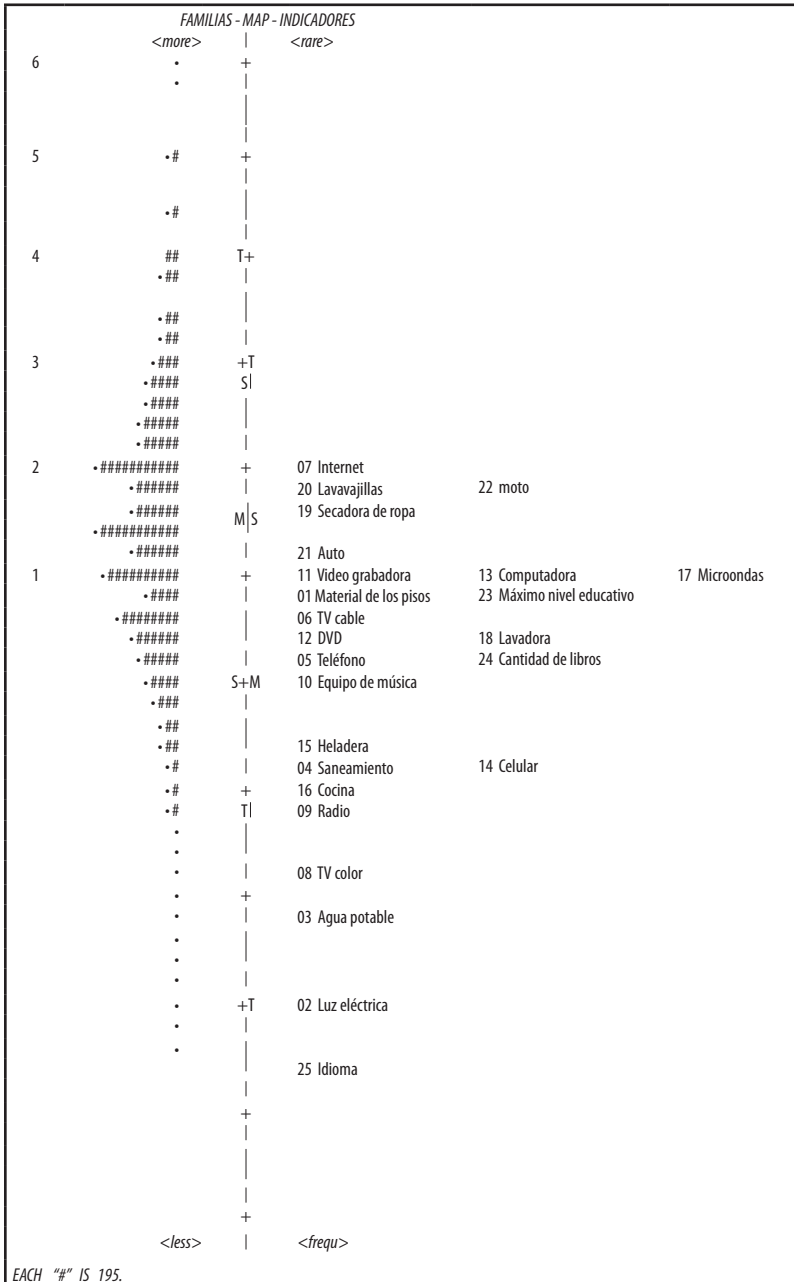 FAMILIAS - MAP - INDICADORES
<more> | <rare>
6 • +
• |
|
|
5 •# +
|
•# |
|
4 ## T+
•## |
•## |
•## |
3 •### +T
•#### S|
•#### |
•##### |
•##### |
2 •########### + 07 Internet
•###### | 20 Lavavajillas 22 moto
•###### M|S 19 Secadora de ropa
•###########
•###### | 21 Auto
1 •########## + 11 Video grabadora 13 Computadora 17 Microondas
•#### | 01 Material de los pisos 23 Máximo nivel educativo
•######## | 06 TV cable
•###### | 12 DVD 18 Lavadora
•##### | 05 Teléfono 24 Cantidad de libros
•#### S+M 10 Equipo de música
•### |
•## |
•## | 15 Heladera
•# | 04 Saneamiento 14 Celular
•# + 16 Cocina
•# T| 09 Radio
• |
• |
• | 08 TV color
• +
• | 03 Agua potable
• |
• |
• |
• +T 02 Luz eléctrica
• |
• |
| 25 Idioma
|
+
|
|
|
+
<less> | <frequ>
EACH "#" IS 195.